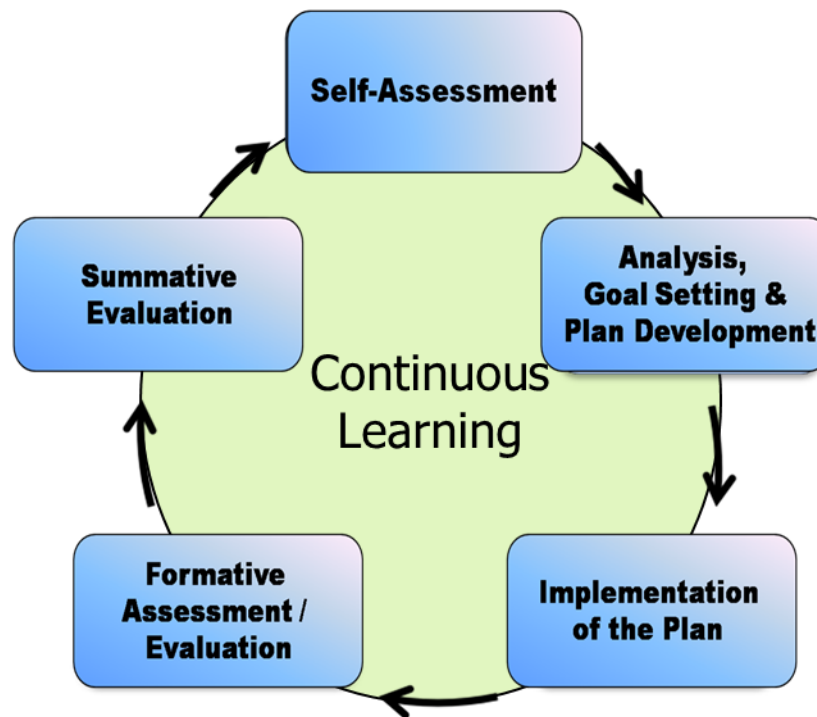 Self-Assessment
Analysis,
Goal Setting &
Plan Development
Implementation
of the Plan
Formative
Assessment /
Evaluation
Summative
Evaluation
Continuous
Learning